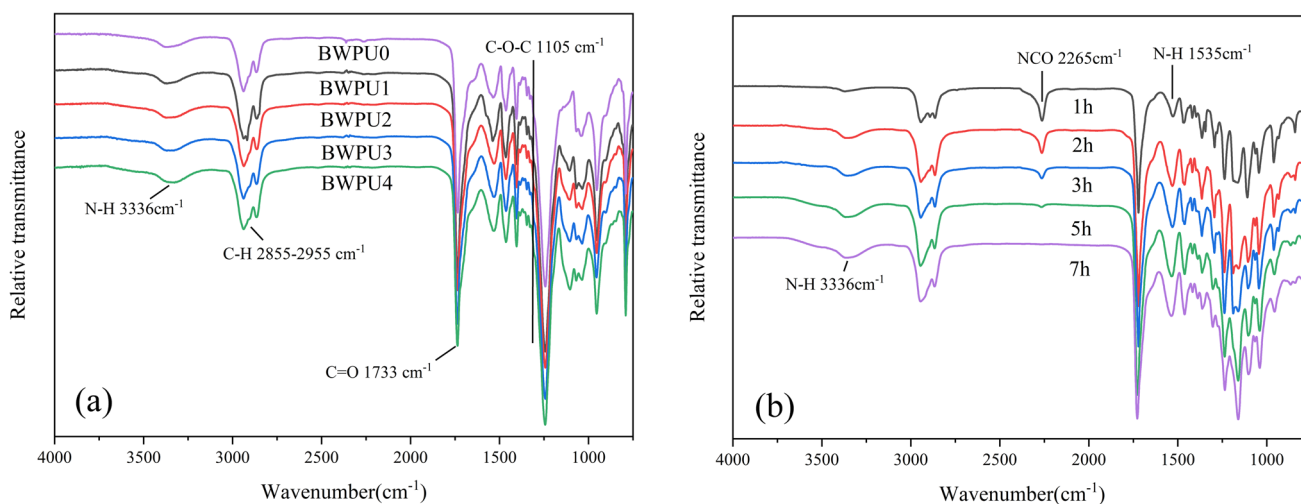 BWPU0
C-O-C 1105 cm-1
BWPU1
BWPU2
BWPU3
BWPU4
N-H 3336cm-1
C-H 2855-2955 cm-1
C=O 1733 cm-1
(a)
Relative transmittance
4000 3500 3000 2500 2000 1500 1000
Wavenumber(cm-1)
NCO 2265cm-1
N-H 1535cm-1
1h
2h
3h
5h
7h
N-H 3336cm-1
(b)
Relative transmittance
4000 3500 3000 2500 2000 1500 1000
Wavenumber(cm-1)